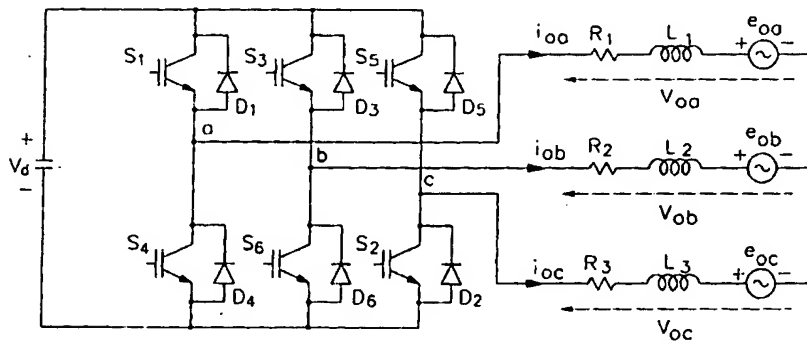 S1 S3 S5
D1 D3 D5
a b c
+ Vd −
S4 S6 S2
D4 D6 D2
ioa R1 L1 + eoa −
Voa
iob R2 L2 + eob −
Vob
ioc R3 L3 + eoc −
Voc